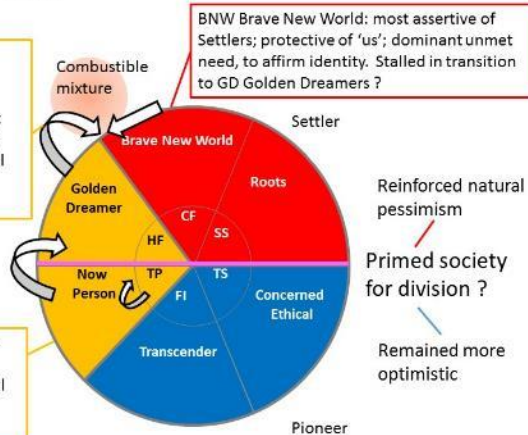 BNW Brave New World: most assertive of
Settlers; protective of ‘us’; dominant unmet
need, to affirm identity. Stalled in transition
to GD Golden Dreamers ?
Combustible
mixture
Settler
Brave New World
Roots
Golden
Dreamer
CF
SS
HF
TP
TS
FI
Now
Person
Concerned
Ethical
Transcender
Pioneer
Reinforced natural
pessimism
Primed society
for division ?
Remained more
optimistic